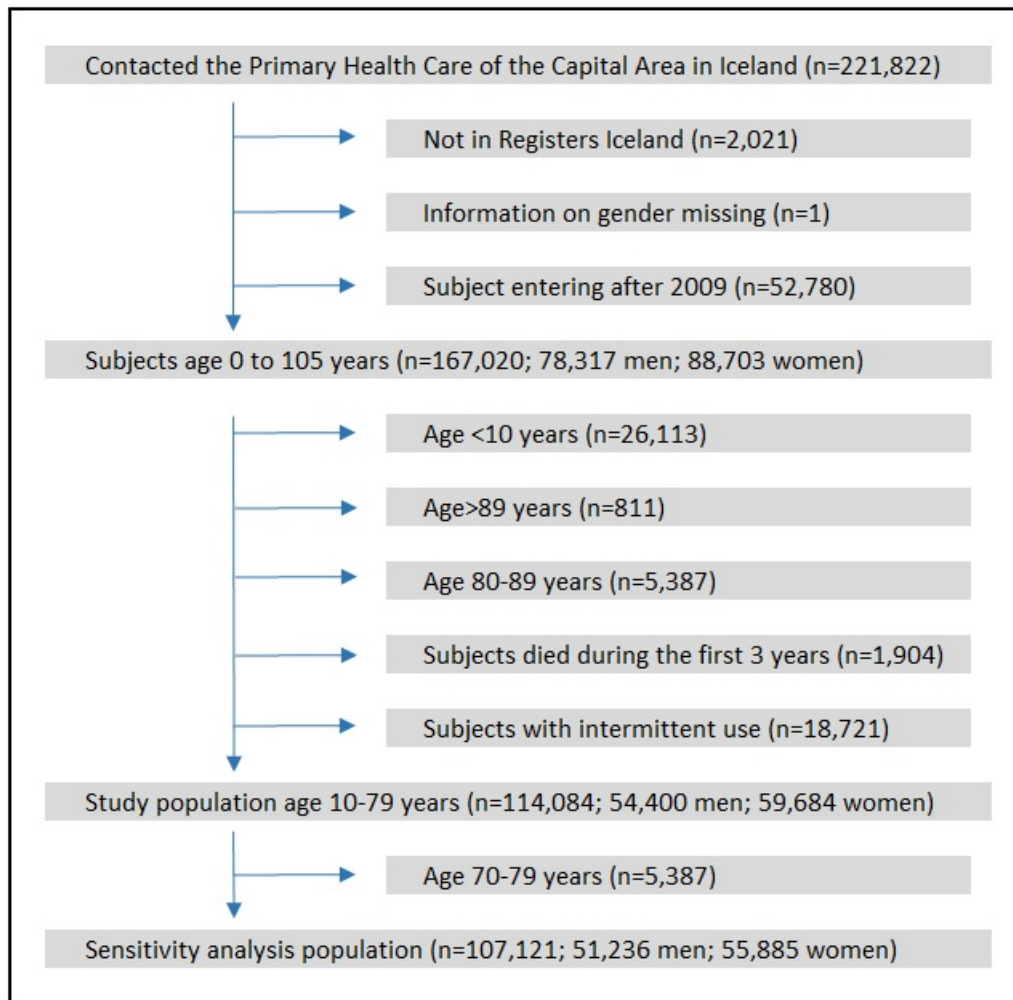 Contacted the Primary Health Care of the Capital Area in Iceland (n=221,822)
Not in Registers Iceland (n=2,021)
Information on gender missing (n=1)
Subject entering after 2009 (n=52,780)
Subjects age 0 to 105 years (n=167,020; 78,317 men; 88,703 women)
Age <10 years (n=26,113)
Age>89 years (n=811)
Age 80-89 years (n=5,387)
Subjects died during the first 3 years (n=1,904)
Subjects with intermittent use (n=18,721)
Study population age 10-79 years (n=114,084; 54,400 men; 59,684 women)
Age 70-79 years (n=5,387)
Sensitivity analysis population (n=107,121; 51,236 men; 55,885 women)